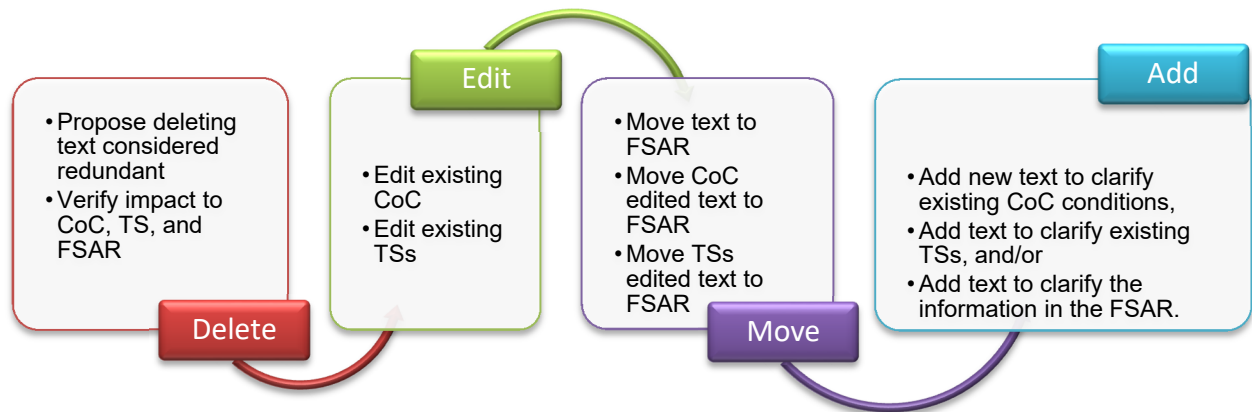 • Propose deleting
text considered
redundant
• Verify impact to
CoC, TS, and
FSAR
Delete
Edit
• Edit existing
CoC
• Edit existing
TSs
• Move text to
FSAR
• Move CoC
edited text to
FSAR
• Move TSs
edited text to
FSAR
Move
Add
• Add new text to clarify
existing CoC conditions,
• Add text to clarify existing
TSs, and/or
• Add text to clarify the
information in the FSAR.